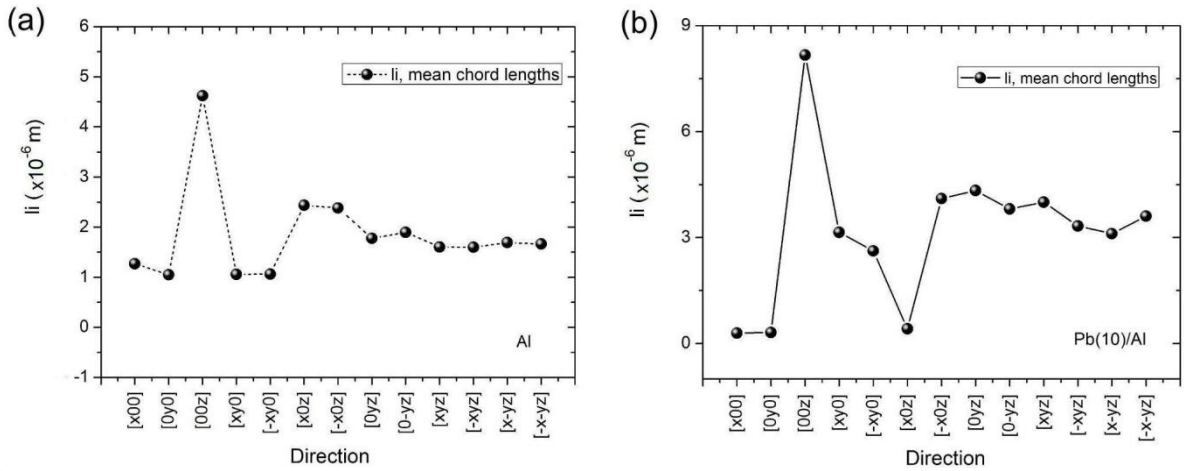 (a)
6
5
4
3
2
1
0
-1
li ( x10⁻⁶ m)
li, mean chord lengths
Al
[x00]
[0y0]
[00z]
[xy0]
[-xy0]
[x0z]
[-x0z]
[0yz]
[0-yz]
[xyz]
[-xyz]
[x-yz]
[-x-yz]
Direction
(b)
9
6
3
0
li ( x10⁻⁶ m)
li, mean chord lengths
Pb(10)/Al
[x00]
[0y0]
[00z]
[xy0]
[-xy0]
[x0z]
[-x0z]
[0yz]
[0-yz]
[xyz]
[-xyz]
[x-yz]
[-x-yz]
Direction